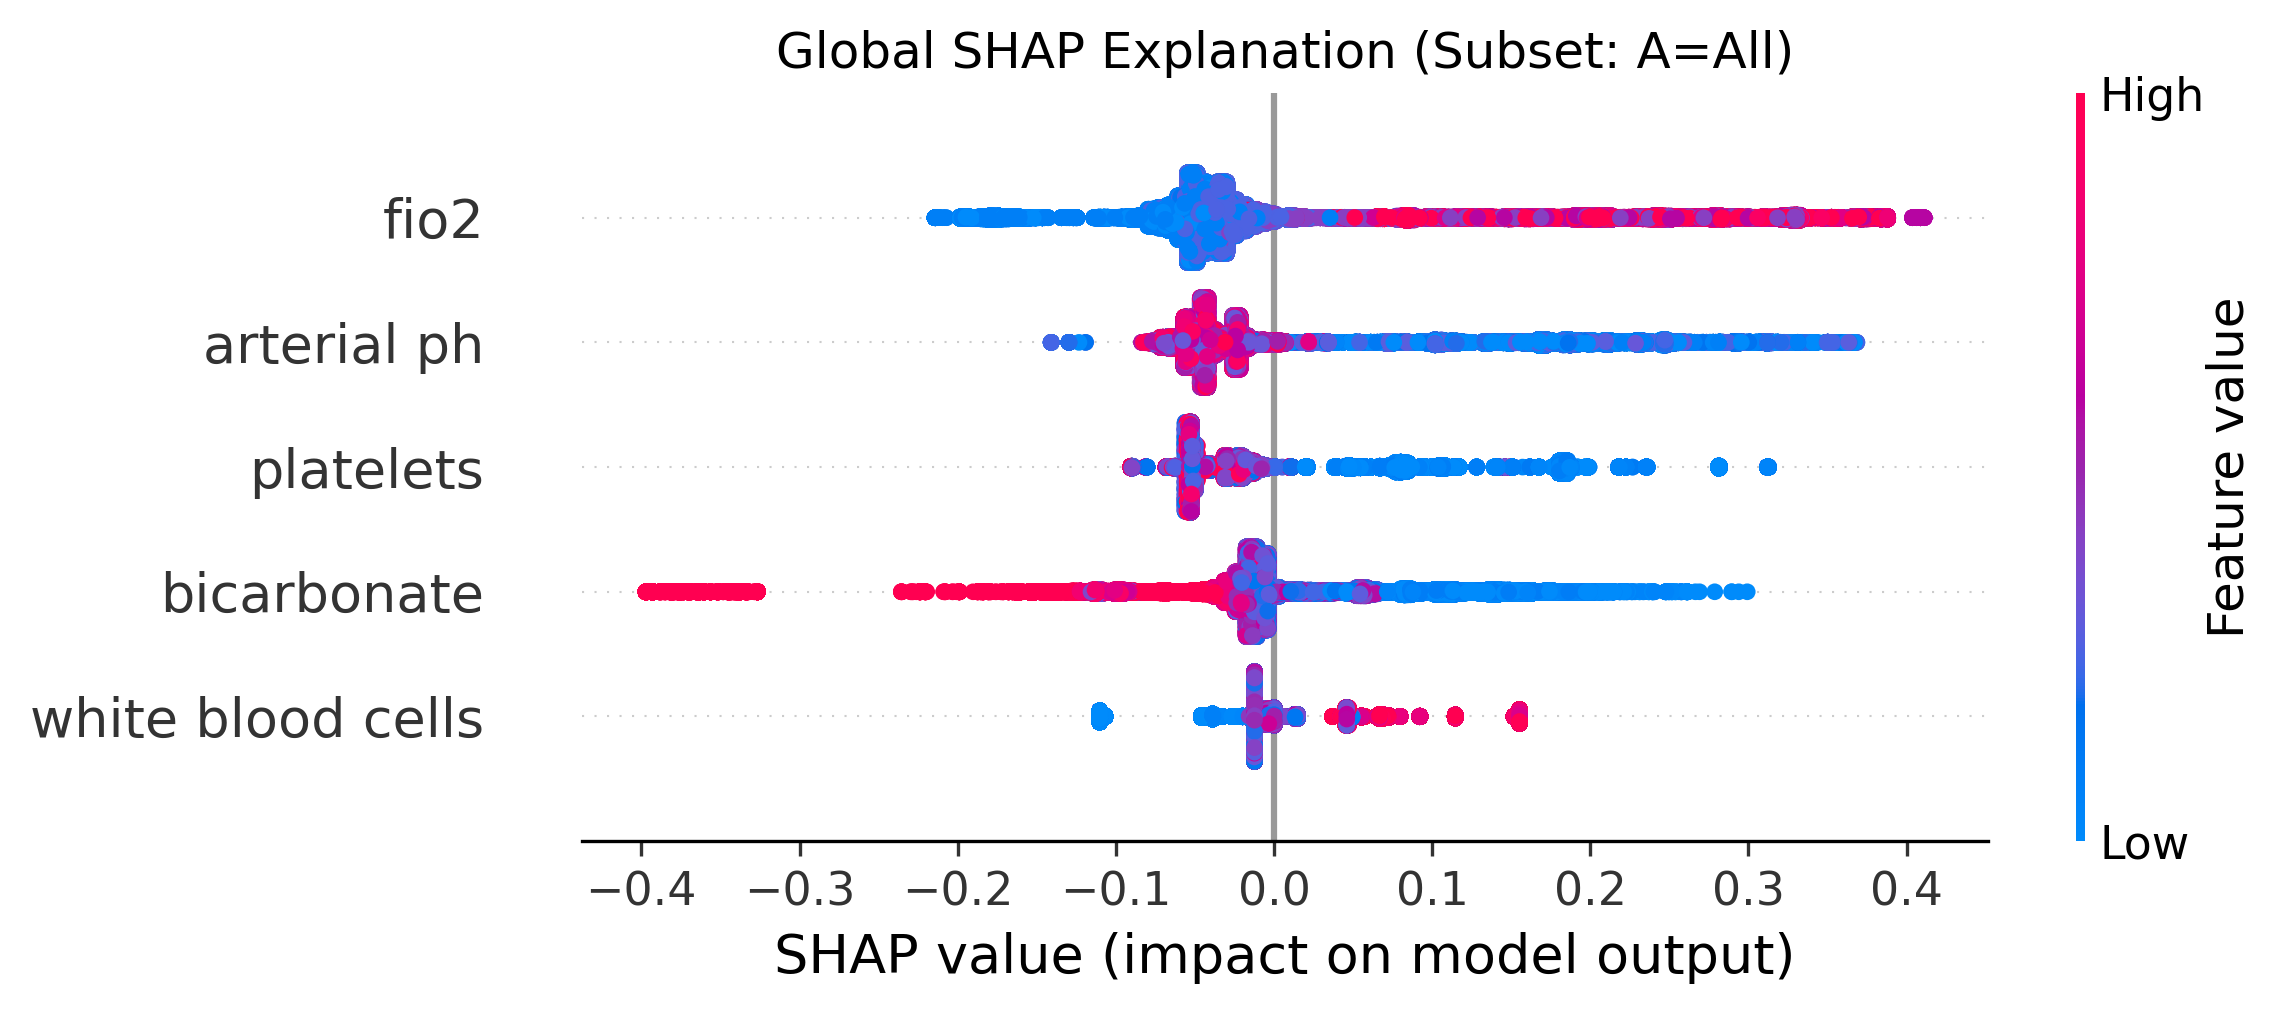 Global SHAP Explanation (Subset: A=All)
High
fio2
arterial ph
platelets
bicarbonate
white blood cells
Feature value
Low
−0.4 −0.3 −0.2 −0.1 0.0 0.1 0.2 0.3 0.4
SHAP value (impact on model output)